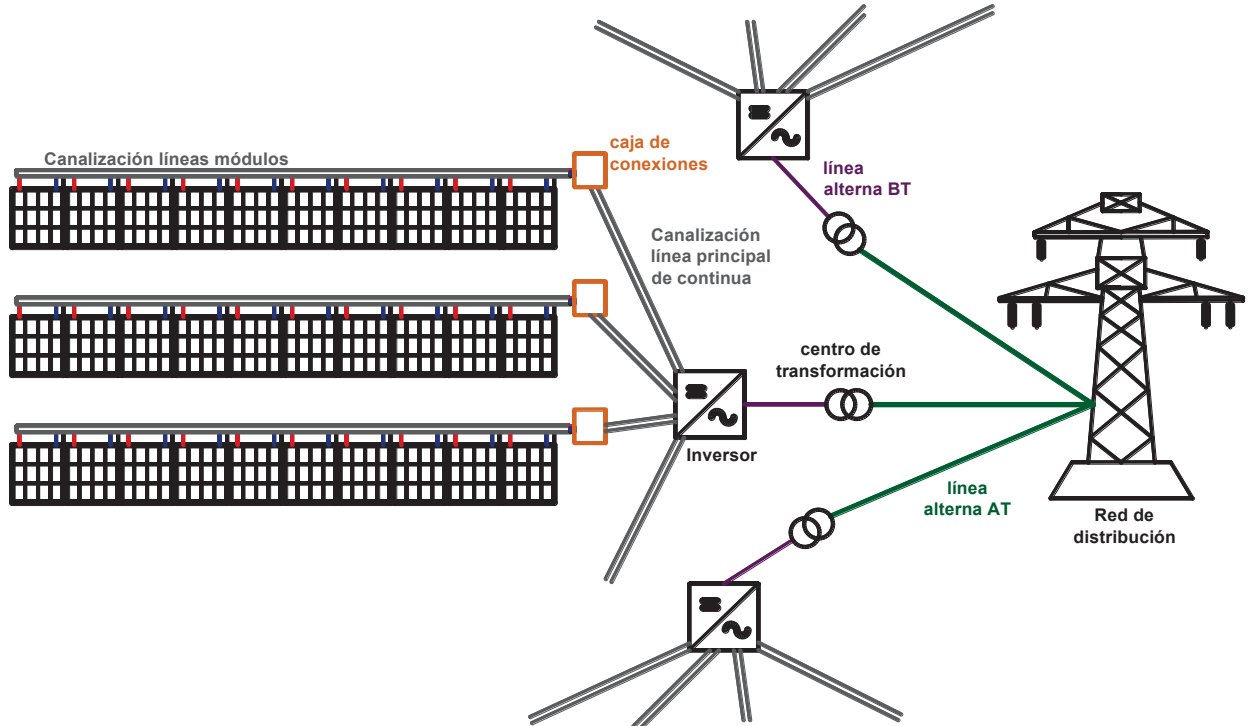 Canalización líneas módulos
caja de
conexiones
línea
alterna BT
Canalización
línea principal
de continua
centro de
transformación
Inversor
línea
alterna AT
Red de
distribución